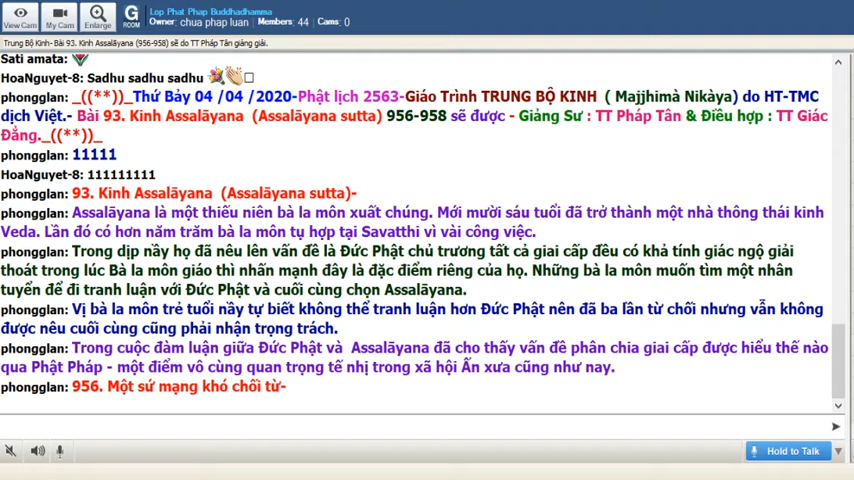 View Cam
My Cam
Enlarge
G
ROOM
Lop Phat Phap Buddhadhamma
Owner: chua phap luan Members: 44 Cams: 0
Trung Bộ Kinh- Bài 93. Kinh Assalāyana (956-958) sẽ do TT Pháp Tân giảng giải.
Sati amata:
HoaNguyet-8: Sadhu sadhu sadhu
phongglan: _((**))_Thứ Bảy 04 /04 /2020-Phật lịch 2563-Giáo Trình TRUNG BỘ KINH ( Majjhimà Nikàya) do HT-TMC
dịch Việt.- Bài 93. Kinh Assalāyana (Assalāyana sutta) 956-958 sẽ được - Giảng Sư : TT Pháp Tân & Điều hợp : TT Giác
Đẳng._((**))_
phongglan: 11111
HoaNguyet-8: 111111111
phongglan: 93. Kinh Assalāyana (Assalāyana sutta)-
phongglan: Assalāyana là một thiếu niên bà la môn xuất chúng. Mới mười sáu tuổi đã trở thành một nhà thông thái kinh
Veda. Lần đó có hơn năm trăm bà la môn tụ hợp tại Savatthi vì vài công việc.
phongglan: Trong dịp nầy họ đã nêu lên vấn đề là Đức Phật chủ trương tất cả giai cấp đều có khả tính giác ngộ giải
thoát trong lúc Bà la môn giáo thì nhấn mạnh đây là đặc điểm riêng của họ. Những bà la môn muốn tìm một nhân
tuyển để đi tranh luận với Đức Phật và cuối cùng chọn Assalāyana.
phongglan: Vị bà la môn trẻ tuổi nầy tự biết không thể tranh luận hơn Đức Phật nên đã ba lần từ chối nhưng vẫn không
được nêu cuối cùng cũng phải nhận trọng trách.
phongglan: Trong cuộc đàm luận giữa Đức Phật và Assalāyana đã cho thấy vấn đề phân chia giai cấp được hiểu thế nào
qua Phật Pháp - một điểm vô cùng quan trọng tế nhị trong xã hội Ấn xưa cũng như nay.
phongglan: 956. Một sứ mạng khó chối từ-
Hold to Talk